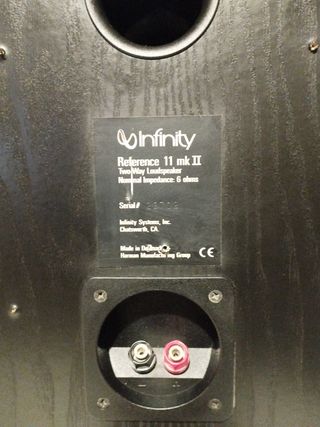 Infinity
Reference 11 mk II
Two Way Loudspeaker
Nominal Impedance: 6 ohms
Serial#
Infinity Systems, Inc.
Chatsworth, CA.
Made in Denmark
Harman Manufacturing Group
CE
- +